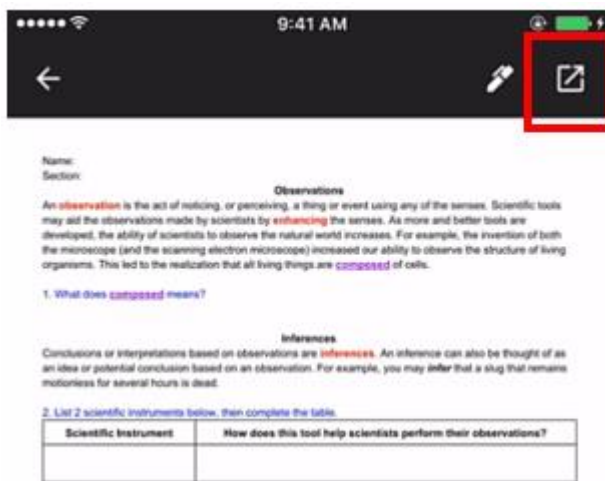 9:41 AM
Name:
Section:
Observations
An observation is the act of noticing, or perceiving, a thing or event using any of the senses. Scientific tools
may aid the observations made by scientists by enhancing the senses. As more and better tools are
developed, the ability of scientists to observe the natural world increases. For example, the invention of both
the microscope (and the scanning electron microscope) increased our ability to observe the structure of living
organisms. This led to the realization that all living things are composed of cells.
1. What does composed means?
Inferences
Conclusions or interpretations based on observations are inferences. An inference can also be thought of as
an idea or potential conclusion based on an observation. For example, you may infer that a slug that remains
motionless for several hours is dead.
2. List 2 scientific instruments below, then complete the table.
Scientific Instrument How does this tool help scientists perform their observations?